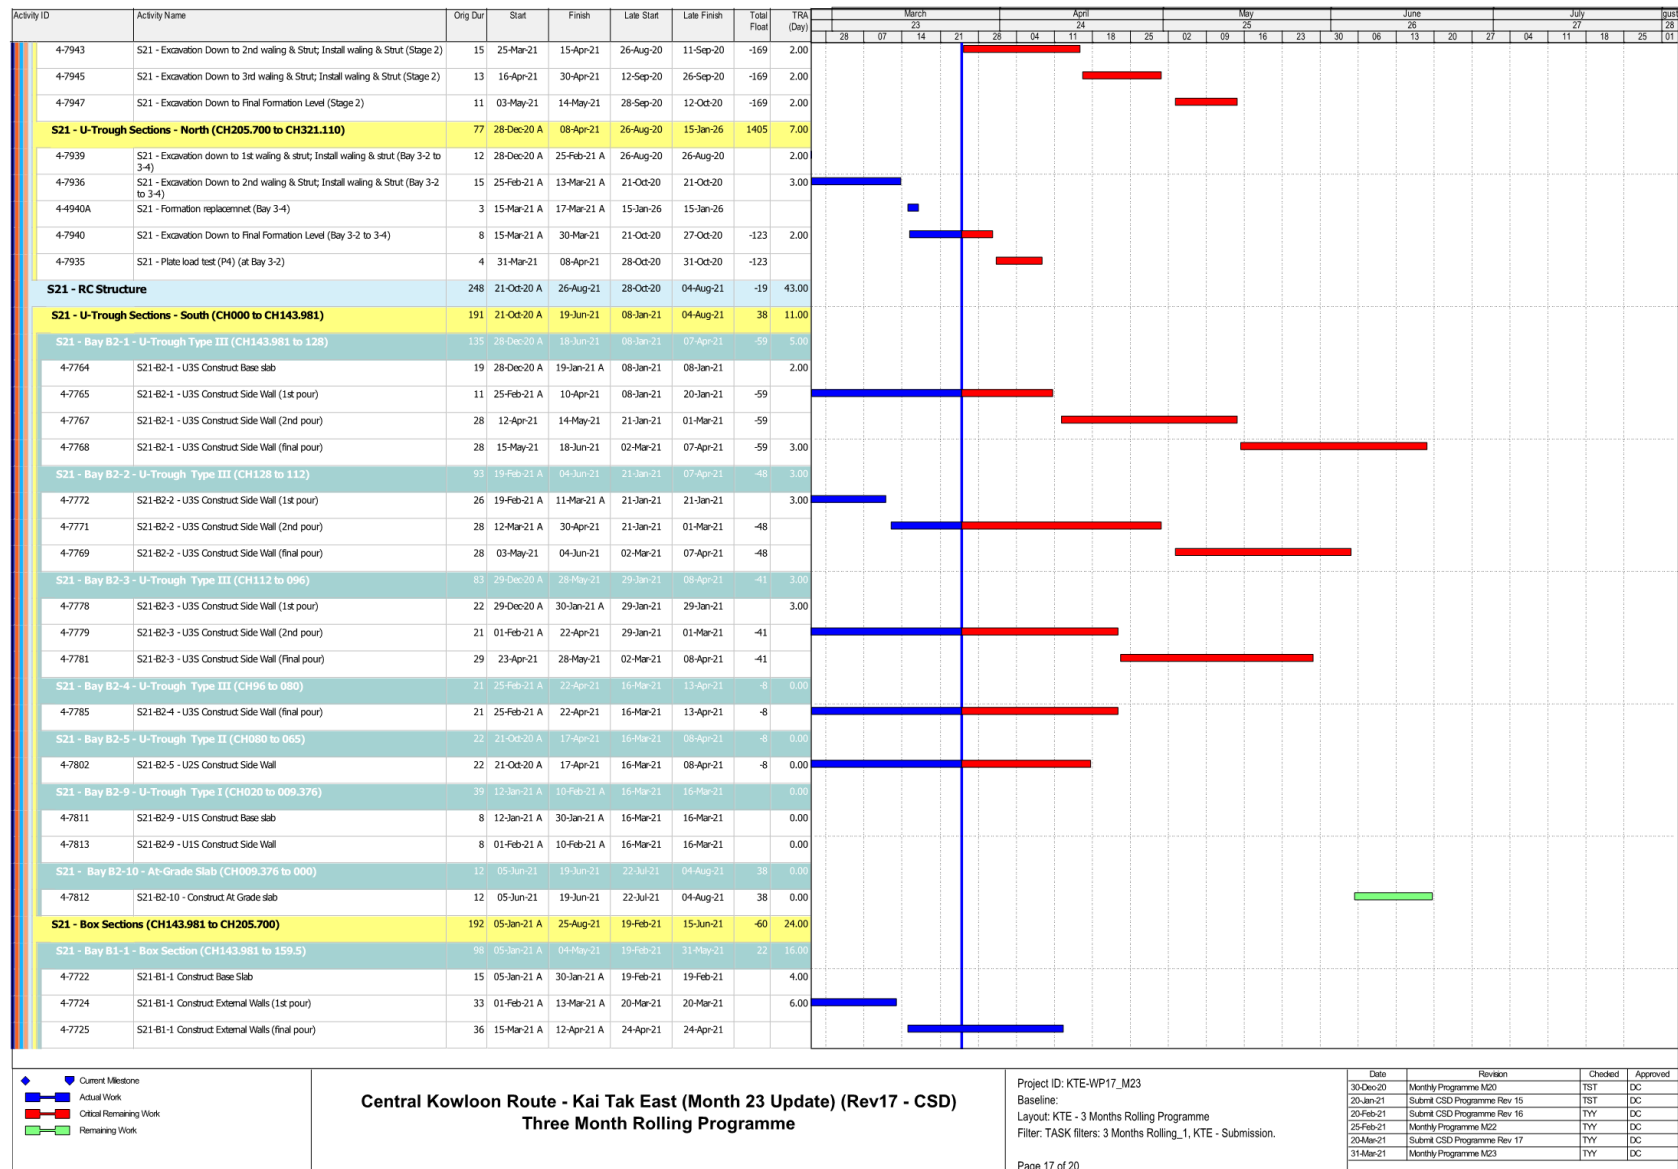 Activity ID Activity Name Orig Dur Start Finish Late Start Late Finish Total Float TRA (Day) March April May June July gust
23 24 25 26 27 28
28 07 14 21 28 04 11 18 25 02 09 16 23 30 06 13 20 27 04 11 18 25 01
4-7943 S21 - Excavation Down to 2nd waling & Strut; Install waling & Strut (Stage 2) 15 25-Mar-21 15-Apr-21 26-Aug-20 11-Sep-20 -169 2.00
4-7945 S21 - Excavation Down to 3rd waling & Strut; Install waling & Strut (Stage 2) 13 16-Apr-21 30-Apr-21 12-Sep-20 26-Sep-20 -169 2.00
4-7947 S21 - Excavation Down to Final Formation Level (Stage 2) 11 03-May-21 14-May-21 28-Sep-20 12-Oct-20 -169 2.00
S21 - U-Trough Sections - North (CH205.700 to CH321.110) 77 28-Dec-20 A 08-Apr-21 26-Aug-20 15-Jan-26 1405 7.00
4-7939 S21 - Excavation down to 1st waling & strut; Install waling & strut (Bay 3-2 to 12 28-Dec-20 A 25-Feb-21 A 26-Aug-20 26-Aug-20 2.00
3-4)
4-7936 S21 - Excavation Down to 2nd waling & Strut; Install waling & Strut (Bay 3-2 15 25-Feb-21 A 13-Mar-21 A 21-Oct-20 21-Oct-20 3.00
to 3-4)
4-4940A S21 - Formation replacemnet (Bay 3-4) 3 15-Mar-21 A 17-Mar-21 A 15-Jan-26 15-Jan-26
4-7940 S21 - Excavation Down to Final Formation Level (Bay 3-2 to 3-4) 8 15-Mar-21 A 30-Mar-21 21-Oct-20 27-Oct-20 -123 2.00
4-7935 S21 - Plate load test (P4) (at Bay 3-2) 4 31-Mar-21 08-Apr-21 28-Oct-20 31-Oct-20 -123
S21 - RC Structure 248 21-Oct-20 A 26-Aug-21 28-Oct-20 04-Aug-21 -19 43.00
S21 - U-Trough Sections - South (CH000 to CH143.981) 191 21-Oct-20 A 19-Jun-21 08-Jan-21 04-Aug-21 38 11.00
S21 - Bay B2-1 - U-Trough Type III (CH143.981 to 128) 135 28-Dec-20 A 18-Jun-21 08-Jan-21 07-Apr-21 -59 5.00
4-7764 S21-B2-1 - U3S Construct Base slab 19 28-Dec-20 A 19-Jan-21 A 08-Jan-21 08-Jan-21 2.00
4-7765 S21-B2-1 - U3S Construct Side Wall (1st pour) 11 25-Feb-21 A 10-Apr-21 08-Jan-21 20-Jan-21 -59
4-7767 S21-B2-1 - U3S Construct Side Wall (2nd pour) 28 12-Apr-21 14-May-21 21-Jan-21 01-Mar-21 -59
4-7768 S21-B2-1 - U3S Construct Side Wall (final pour) 28 15-May-21 18-Jun-21 02-Mar-21 07-Apr-21 -59 3.00
S21 - Bay B2-2 - U-Trough Type III (CH128 to 112) 93 19-Feb-21 A 04-Jun-21 21-Jan-21 07-Apr-21 -48 3.00
4-7772 S21-B2-2 - U3S Construct Side Wall (1st pour) 26 19-Feb-21 A 11-Mar-21 A 21-Jan-21 21-Jan-21 3.00
4-7771 S21-B2-2 - U3S Construct Side Wall (2nd pour) 28 12-Mar-21 A 30-Apr-21 21-Jan-21 01-Mar-21 -48
4-7769 S21-B2-2 - U3S Construct Side Wall (final pour) 28 03-May-21 04-Jun-21 02-Mar-21 07-Apr-21 -48
S21 - Bay B2-3 - U-Trough Type III (CH112 to 096) 83 29-Dec-20 A 28-May-21 29-Jan-21 08-Apr-21 -41 3.00
4-7778 S21-B2-3 - U3S Construct Side Wall (1st pour) 22 29-Dec-20 A 30-Jan-21 A 29-Jan-21 29-Jan-21 3.00
4-7779 S21-B2-3 - U3S Construct Side Wall (2nd pour) 21 01-Feb-21 A 22-Apr-21 29-Jan-21 01-Mar-21 -41
4-7781 S21-B2-3 - U3S Construct Side Wall (Final pour) 29 23-Apr-21 28-May-21 02-Mar-21 08-Apr-21 -41
S21 - Bay B2-4 - U-Trough Type III (CH96 to 080) 21 25-Feb-21 A 22-Apr-21 16-Mar-21 13-Apr-21 -8 0.00
4-7785 S21-B2-4 - U3S Construct Side Wall (final pour) 21 25-Feb-21 A 22-Apr-21 16-Mar-21 13-Apr-21 -8
S21 - Bay B2-5 - U-Trough Type II (CH080 to 065) 22 21-Oct-20 A 17-Apr-21 16-Mar-21 08-Apr-21 -8 0.00
4-7802 S21-B2-5 - U2S Construct Side Wall 22 21-Oct-20 A 17-Apr-21 16-Mar-21 08-Apr-21 -8 0.00
S21 - Bay B2-9 - U-Trough Type I (CH020 to 009.376) 39 12-Jan-21 A 10-Feb-21 A 16-Mar-21 16-Mar-21 0.00
4-7811 S21-B2-9 - U1S Construct Base slab 8 12-Jan-21 A 30-Jan-21 A 16-Mar-21 16-Mar-21 0.00
4-7813 S21-B2-9 - U1S Construct Side Wall 8 01-Feb-21 A 10-Feb-21 A 16-Mar-21 16-Mar-21 0.00
S21 - Bay B2-10 - At-Grade Slab (CH009.376 to 000) 12 05-Jun-21 19-Jun-21 22-Jul-21 04-Aug-21 38 0.00
4-7812 S21-B2-10 - Construct At Grade slab 12 05-Jun-21 19-Jun-21 22-Jul-21 04-Aug-21 38 0.00
S21 - Box Sections (CH143.981 to CH205.700) 192 05-Jan-21 A 25-Aug-21 19-Feb-21 15-Jun-21 -60 24.00
S21 - Bay B1-1 - Box Section (CH143.981 to 159.5) 98 05-Jan-21 A 04-May-21 19-Feb-21 31-May-21 22 16.00
4-7722 S21-B1-1 Construct Base Slab 15 05-Jan-21 A 30-Jan-21 A 19-Feb-21 19-Feb-21 4.00
4-7724 S21-B1-1 Construct External Walls (1st pour) 33 01-Feb-21 A 13-Mar-21 A 20-Mar-21 20-Mar-21 6.00
4-7725 S21-B1-1 Construct External Walls (final pour) 36 15-Mar-21 A 12-Apr-21 A 24-Apr-21 24-Apr-21
Current Milestone
Actual Work
Critical Remaining Work
Remaining Work
Central Kowloon Route - Kai Tak East (Month 23 Update) (Rev17 - CSD)
Three Month Rolling Programme
Project ID: KTE-WP17_M23
Baseline:
Layout: KTE - 3 Months Rolling Programme
Filter: TASK filters: 3 Months Rolling_1, KTE - Submission.
Page 17 of 20
Date Revision Checked Approved
30-Dec-20 Monthly Programme M20 TST DC
20-Jan-21 Submit CSD Programme Rev 15 TST DC
20-Feb-21 Submit CSD Programme Rev 16 TYY DC
25-Feb-21 Monthly Programme M22 TYY DC
20-Mar-21 Submit CSD Programme Rev 17 TYY DC
31-Mar-21 Monthly Programme M23 TYY DC